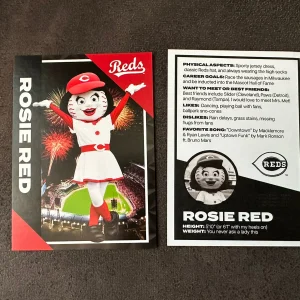 Reds
ROSIE RED
PHYSICAL ASPECTS: Sporty jersey dress,
classic Reds hat, and always wearing the high socks
CAREER GOALS: Race the sausages in Milwaukee
and be inducted into the Mascot Hall of Fame
WANT TO MEET OR BEST FRIENDS:
Best friends include Slider (Cleveland), Paws (Detroit),
and Raymond (Tampa). I would love to meet Mrs. Met!
LIKES: Dancing, playing ball with fans,
ballpark sno-cones
DISLIKES: Rain delays, grass stains, missing
hugs from fans
FAVORITE SONG: "Downtown" by Macklemore
& Ryan Lewis and "Uptown Funk" by Mark Ronson
ft. Bruno Mars
REDS
ROSIE RED
HEIGHT: (or 6'1" with my heels on)
WEIGHT: You never ask a lady this